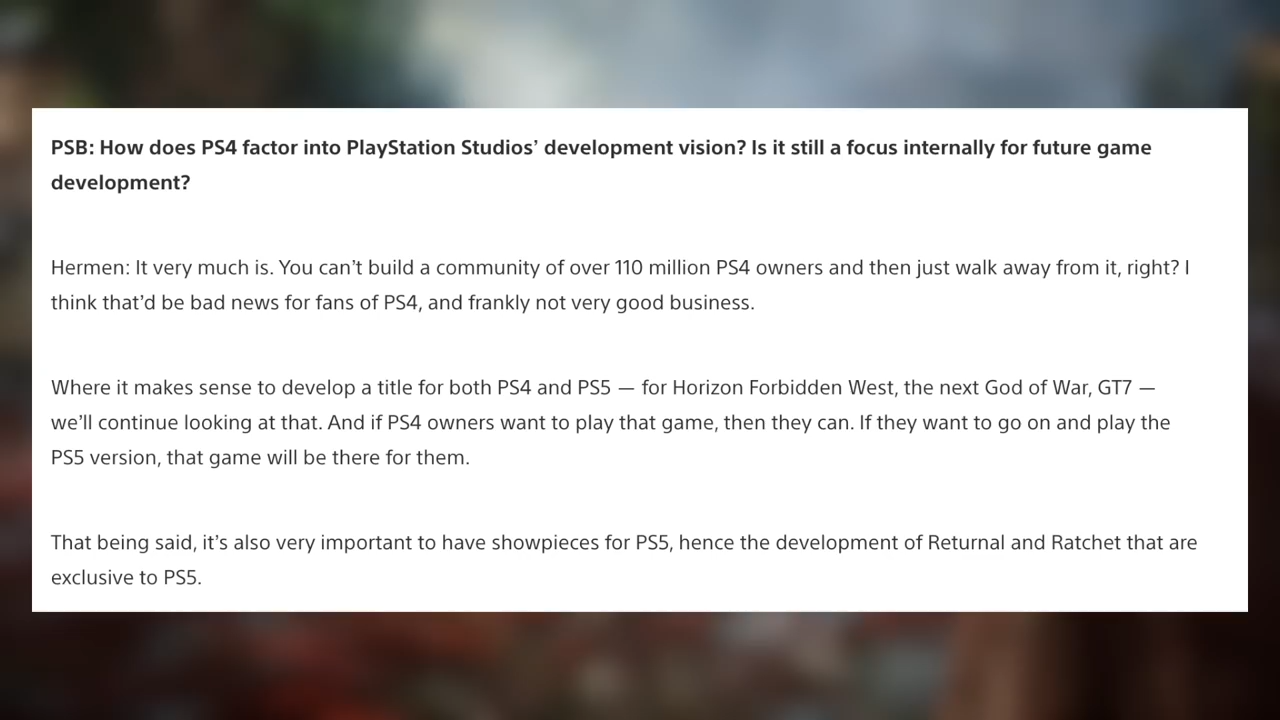 PSB: How does PS4 factor into PlayStation Studios’ development vision? Is it still a focus internally for future game
development?
Hermen: It very much is. You can’t build a community of over 110 million PS4 owners and then just walk away from it, right? I
think that’d be bad news for fans of PS4, and frankly not very good business.
Where it makes sense to develop a title for both PS4 and PS5 — for Horizon Forbidden West, the next God of War, GT7 —
we’ll continue looking at that. And if PS4 owners want to play that game, then they can. If they want to go on and play the
PS5 version, that game will be there for them.
That being said, it’s also very important to have showpieces for PS5, hence the development of Returnal and Ratchet that are
exclusive to PS5.